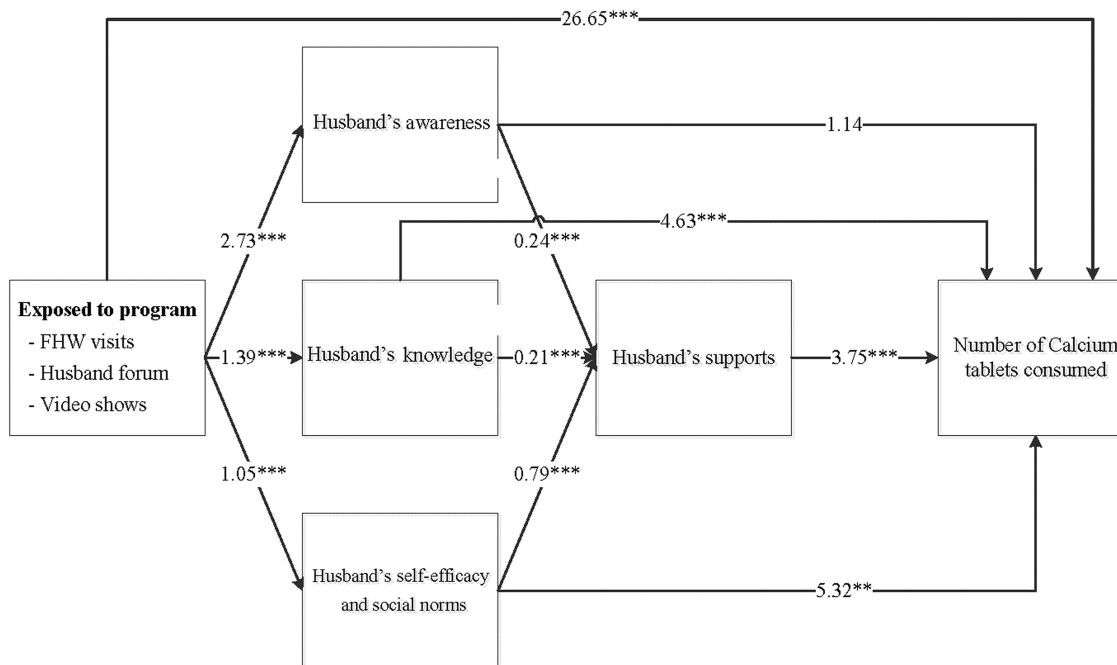 26.65***
Husband’s awareness
1.14
4.63***
2.73***
0.24***
Exposed to program
- FHW visits
- Husband forum
- Video shows
1.39***
Husband’s knowledge
0.21***
Husband’s supports
3.75***
Number of Calcium
tablets consumed
1.05***
0.79***
Husband’s self-efficacy
and social norms
5.32**